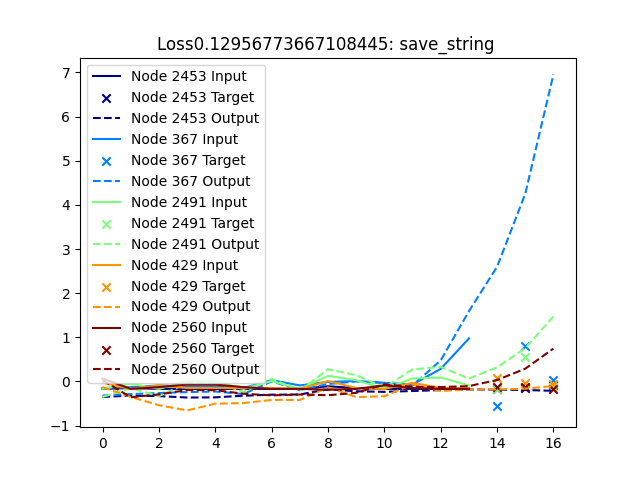 Loss0.12956773667108445: save_string
Node 2453 Input
Node 2453 Target
Node 2453 Output
Node 367 Input
Node 367 Target
Node 367 Output
Node 2491 Input
Node 2491 Target
Node 2491 Output
Node 429 Input
Node 429 Target
Node 429 Output
Node 2560 Input
Node 2560 Target
Node 2560 Output
7
6
5
4
3
2
1
0
−1
0 2 4 6 8 10 12 14 16